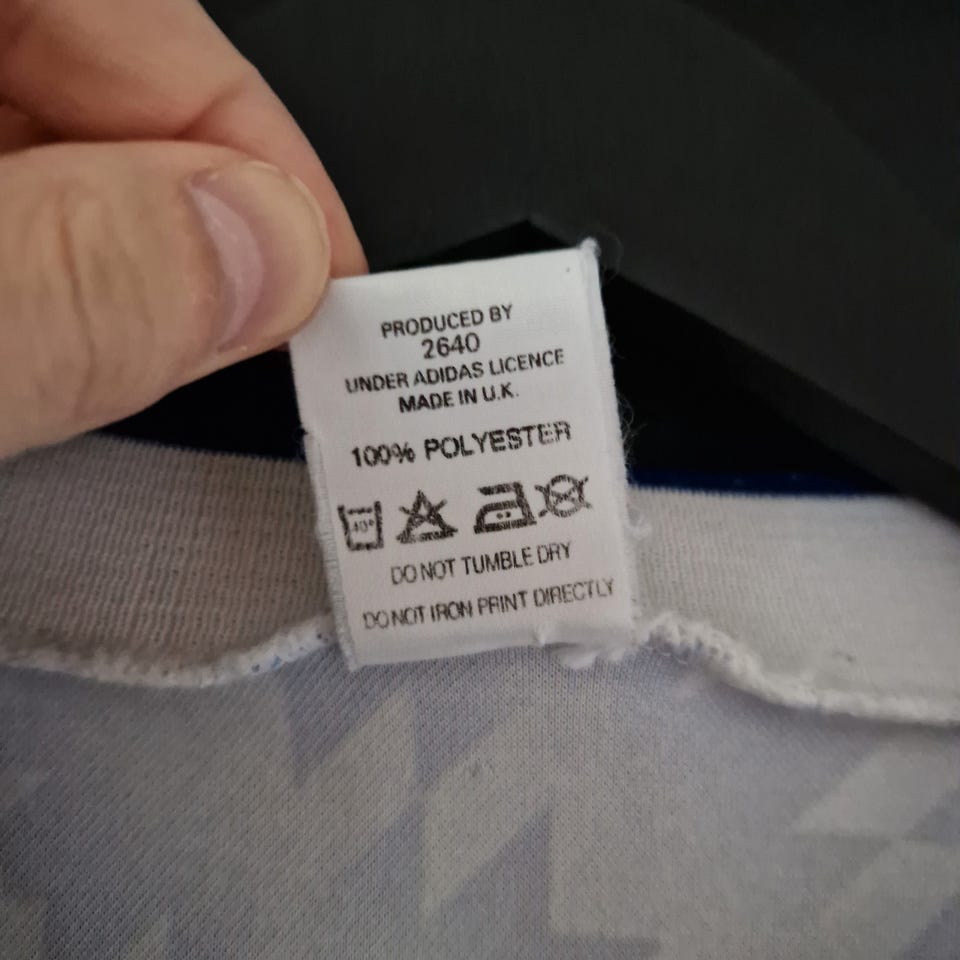 PRODUCED BY
2640
UNDER ADIDAS LICENCE
MADE IN U.K.
100% POLYESTER
40°
DO NOT TUMBLE DRY
DO NOT IRON PRINT DIRECTLY